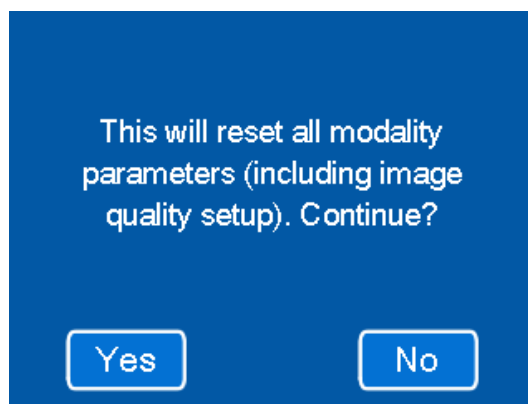 This will reset all modality
parameters (including image
quality setup). Continue?
Yes
No